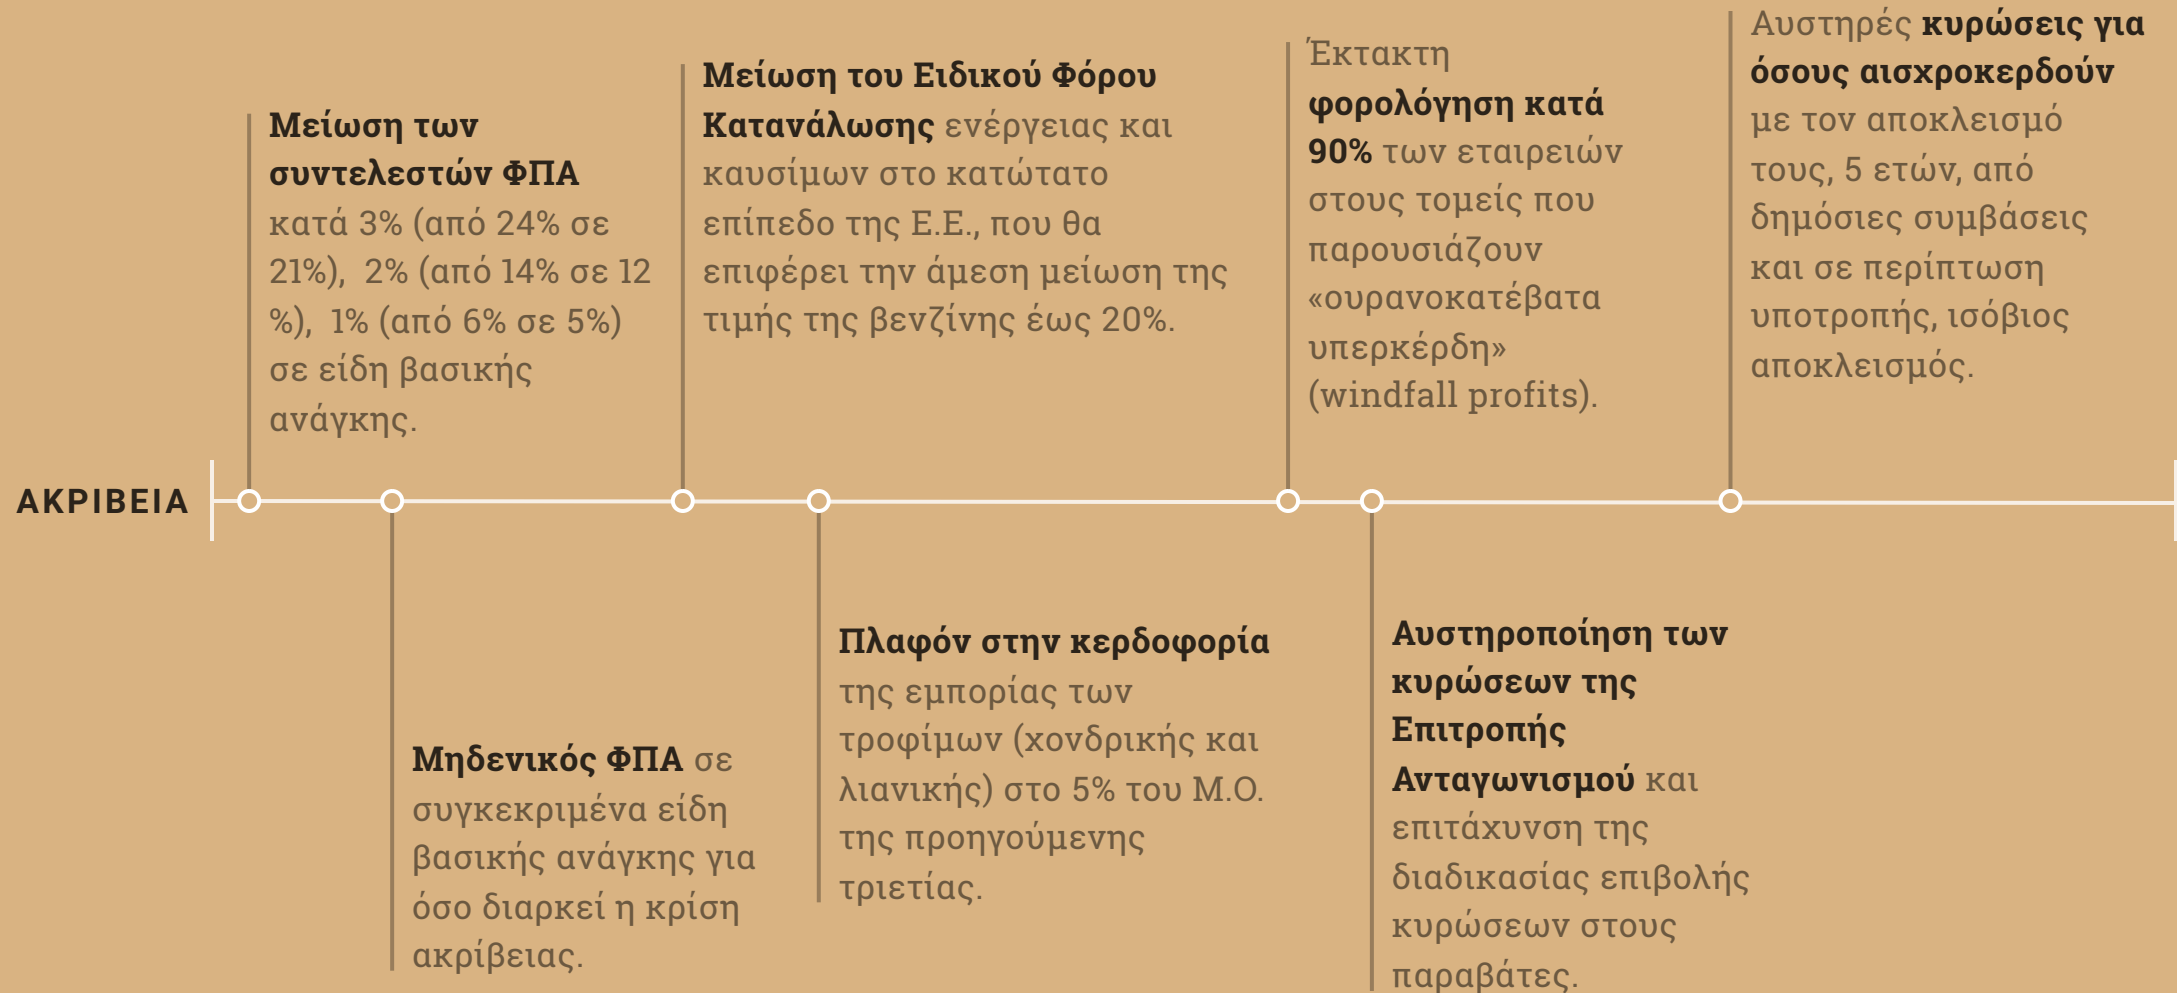 ΑΚΡΙΒΕΙΑ
Μείωση των
συντελεστών ΦΠΑ
κατά 3% (από 24% σε
21%),  2% (από 14% σε 12
%),  1% (από 6% σε 5%)
σε είδη βασικής
ανάγκης.
Μηδενικός ΦΠΑ σε
συγκεκριμένα είδη
βασικής ανάγκης για
όσο διαρκεί η κρίση
ακρίβειας.
Μείωση του Ειδικού Φόρου
Κατανάλωσης ενέργειας και
καυσίμων στο κατώτατο
επίπεδο της Ε.Ε., που θα
επιφέρει την άμεση μείωση της
τιμής της βενζίνης έως 20%.
Πλαφόν στην κερδοφορία
της εμπορίας των
τροφίμων (χονδρικής και
λιανικής) στο 5% του Μ.Ο.
της προηγούμενης
τριετίας.
Έκτακτη
φορολόγηση κατά
90% των εταιρειών
στους τομείς που
παρουσιάζουν
«ουρανοκατέβατα
υπερκέρδη»
(windfall profits).
Αυστηροποίηση των
κυρώσεων της
Επιτροπής
Ανταγωνισμού και
επιτάχυνση της
διαδικασίας επιβολής
κυρώσεων στους
παραβάτες.
Αυστηρές κυρώσεις για
όσους αισχροκερδούν
με τον αποκλεισμό
τους, 5 ετών, από
δημόσιες συμβάσεις
και σε περίπτωση
υποτροπής, ισόβιος
αποκλεισμός.